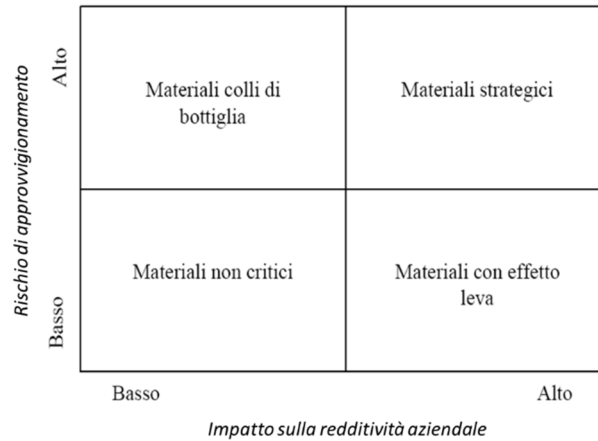 Rischio di approvvigionamento
Alto
Basso
Materiali colli di
bottiglia
Materiali strategici
Materiali non critici
Materiali con effetto
leva
Basso
Alto
Impatto sulla redditività aziendale